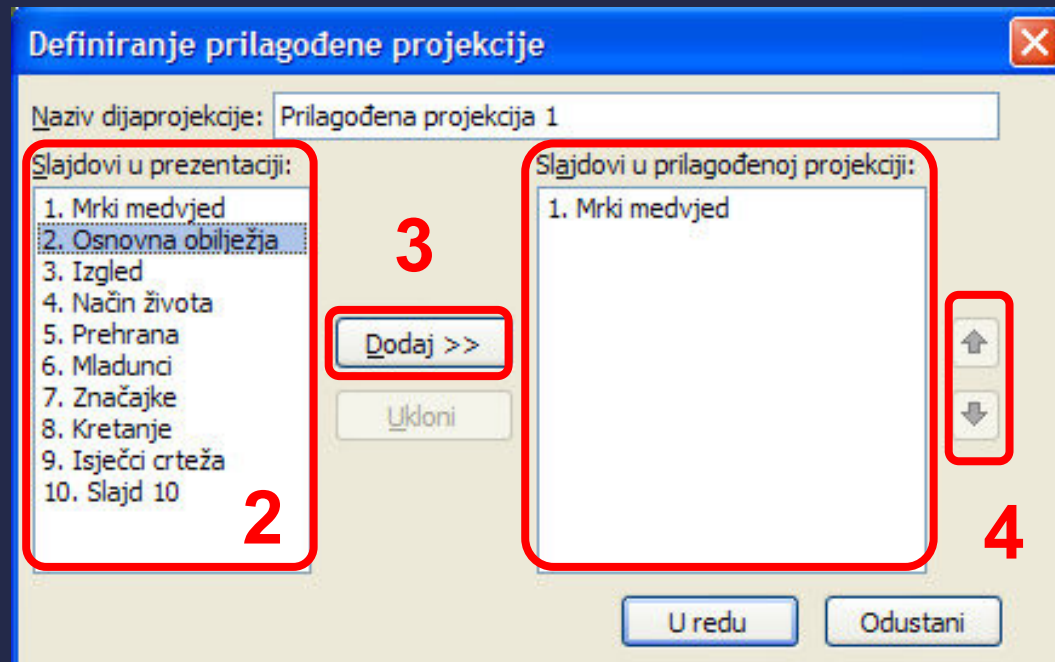 Definiranje prilagođene projekcije
Naziv dijaprojekcije: Prilagođena projekcija 1
Slajdovi u prezentaciji:
1. Mrki medvjed
2. Osnovna obilježja
3. Izgled
4. Način života
5. Prehrana
6. Mladunci
7. Značajke
8. Kretanje
9. Isječci crteža
10. Slajd 10
2
3
Dodaj >>
Ukloni
Slajdovi u prilagođenoj projekciji:
1. Mrki medvjed
4
U redu
Odustani